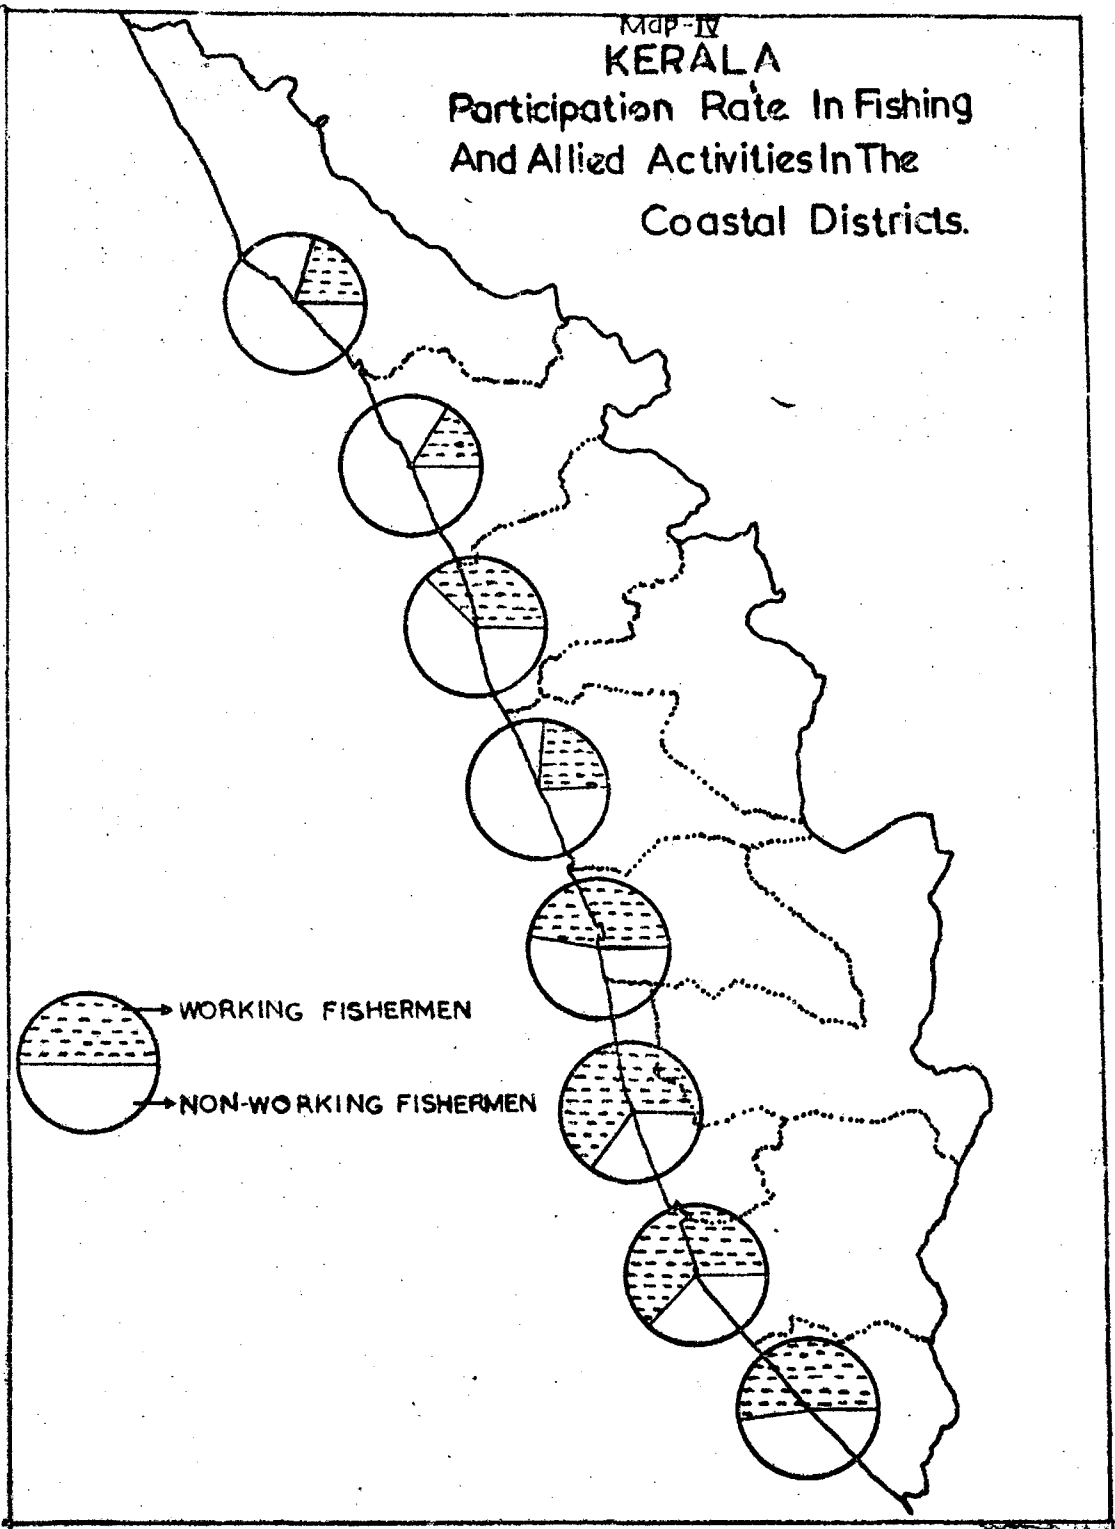 Map-IV
KERALA
Participation Rate In Fishing
And Allied Activities In The
Coastal Districts.
WORKING FISHERMEN
NON-WORKING FISHERMEN